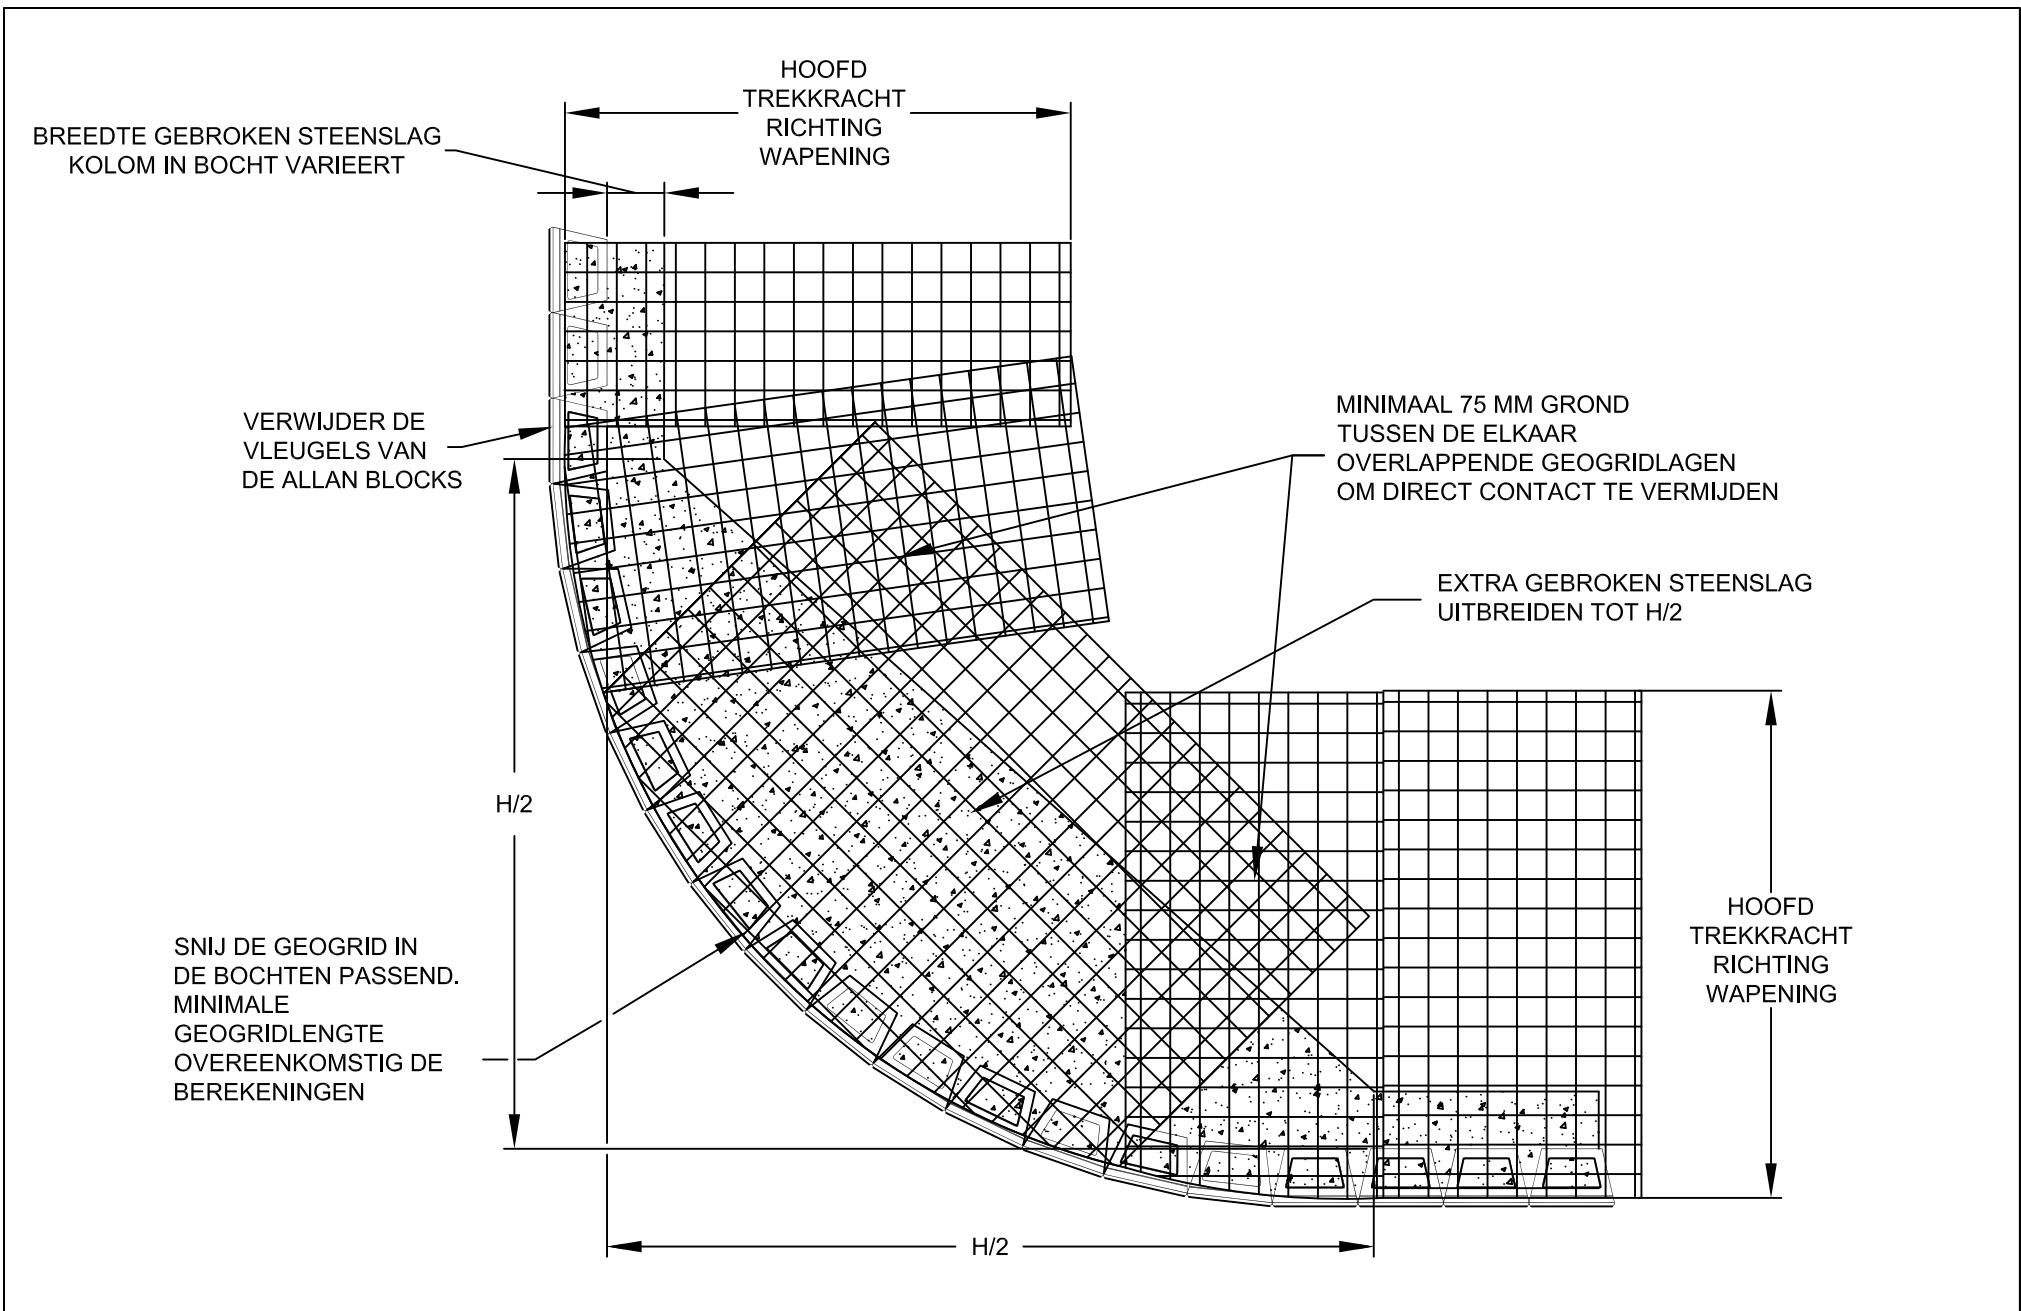 HOOFD
TREKKRACHT
RICHTING
WAPENING
BREEDTE GEBROKEN STEENSLAG
KOLOM IN BOCHT VARIEERT
VERWIJDER DE
VLEUGELS VAN
DE ALLAN BLOCKS
MINIMAAL 75 MM GROND
TUSSEN DE ELKAAR
OVERLAPPENDE GEOGRIDLAGEN
OM DIRECT CONTACT TE VERMIJDEN
EXTRA GEBROKEN STEENSLAG
UITBREIDEN TOT H/2
H/2
SNIJ DE GEOGRID IN
DE BOCHTEN PASSEND.
MINIMALE
GEOGRIDLENGTE
OVEREENKOMSTIG DE
BEREKENINGEN
HOOFD
TREKKRACHT
RICHTING
WAPENING
H/2